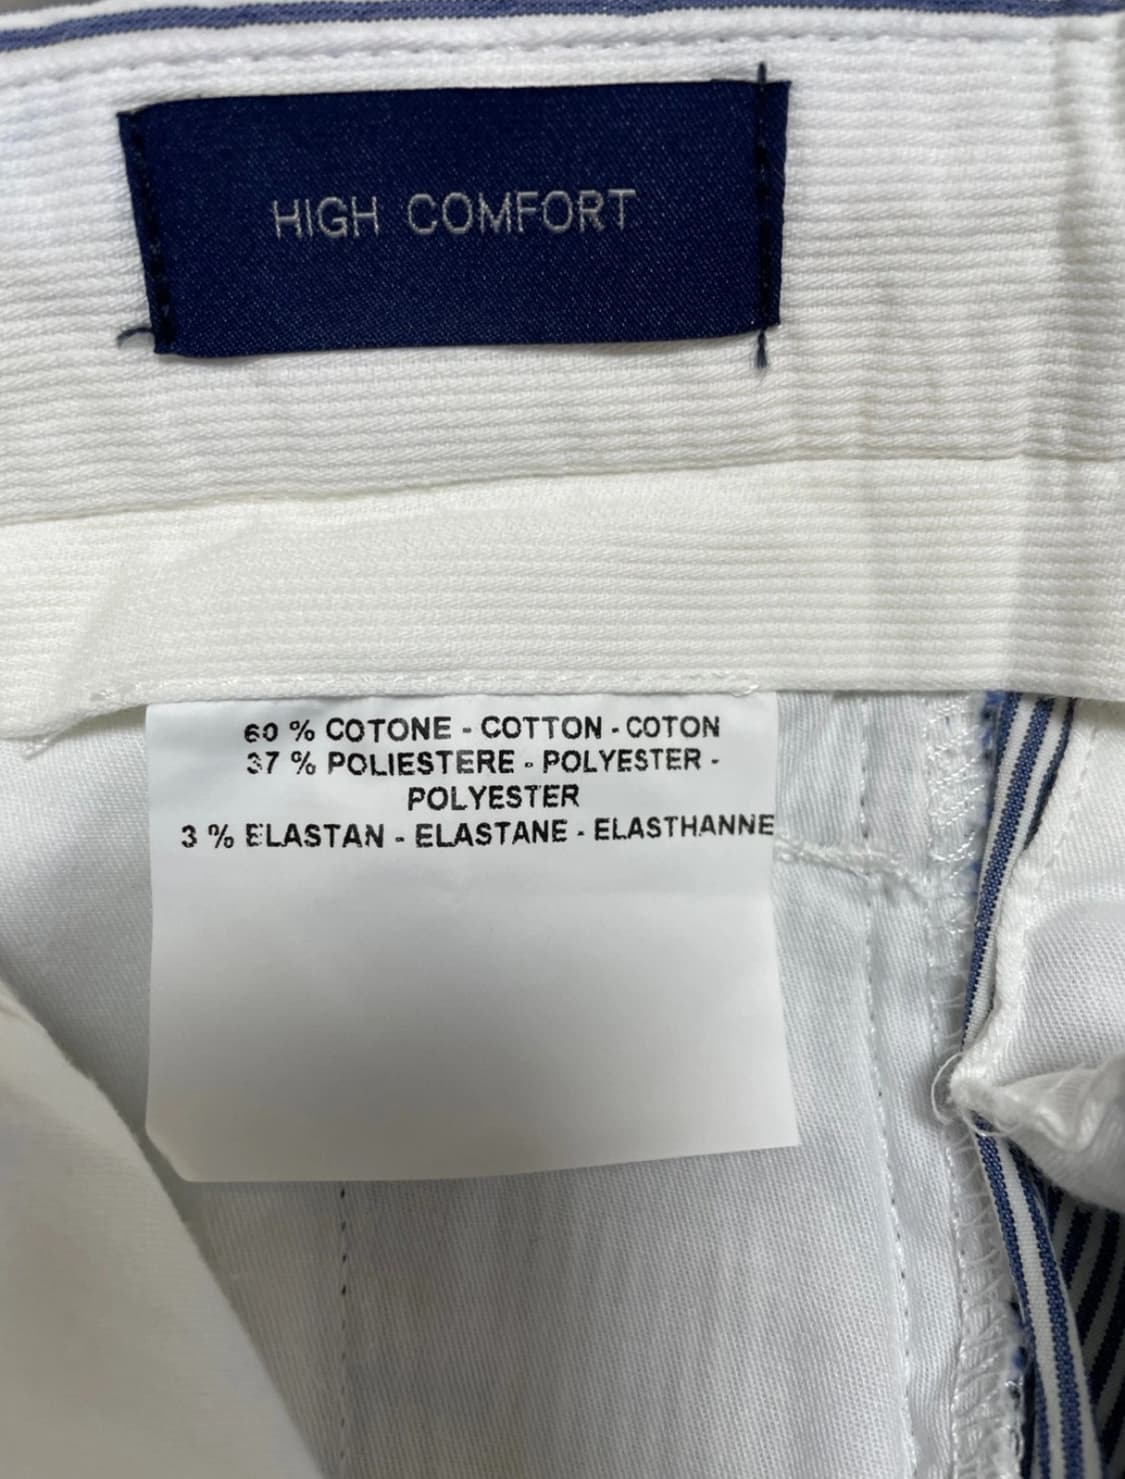 HIGH COMFORT
60 % COTONE - COTTON - COTON
37 % POLIESTERE - POLYESTER -
POLYESTER
3 % ELASTAN - ELASTANE - ELASTHANNE